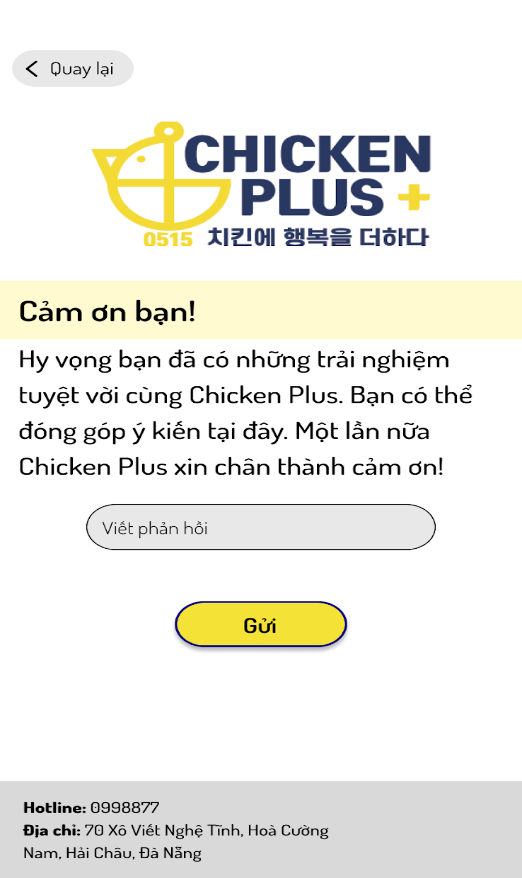 Quay lại
CHICKEN
PLUS +
0515 치킨에 행복을 더하다
Cảm ơn bạn!
Hy vọng bạn đã có những trải nghiệm
tuyệt vời cùng Chicken Plus. Bạn có thể
đóng góp ý kiến tại đây. Một lần nữa
Chicken Plus xin chân thành cảm ơn!
Viết phản hồi
Gửi
Hotline: 0998877
Địa chỉ: 70 Xô Viết Nghệ Tĩnh, Hoà Cường
Nam, Hải Châu, Đà Nẵng